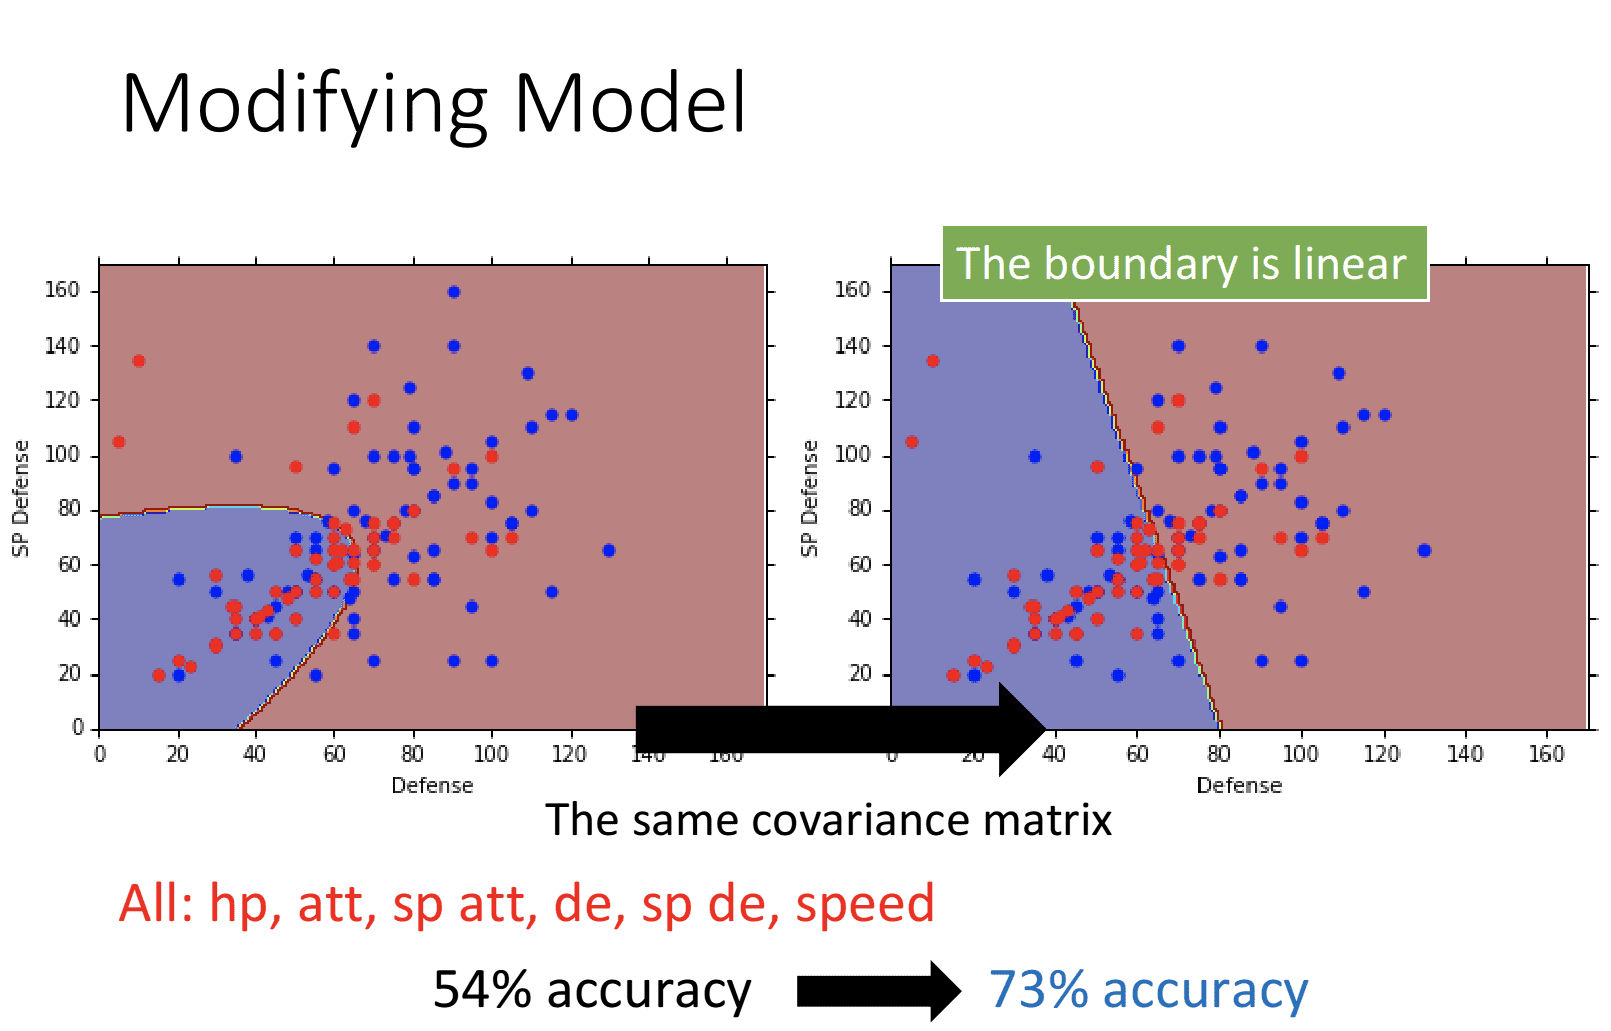 Modifying Model
The boundary is linear
160
140
120
100
80
60
40
20
0
SP Defense
0 20 40 60 80 100 120 140 160
Defense
160
140
120
100
80
60
40
20
SP Defense
0 20 40 60 80 100 120 140 160
Defense
The same covariance matrix
All: hp, att, sp att, de, sp de, speed
54% accuracy 73% accuracy